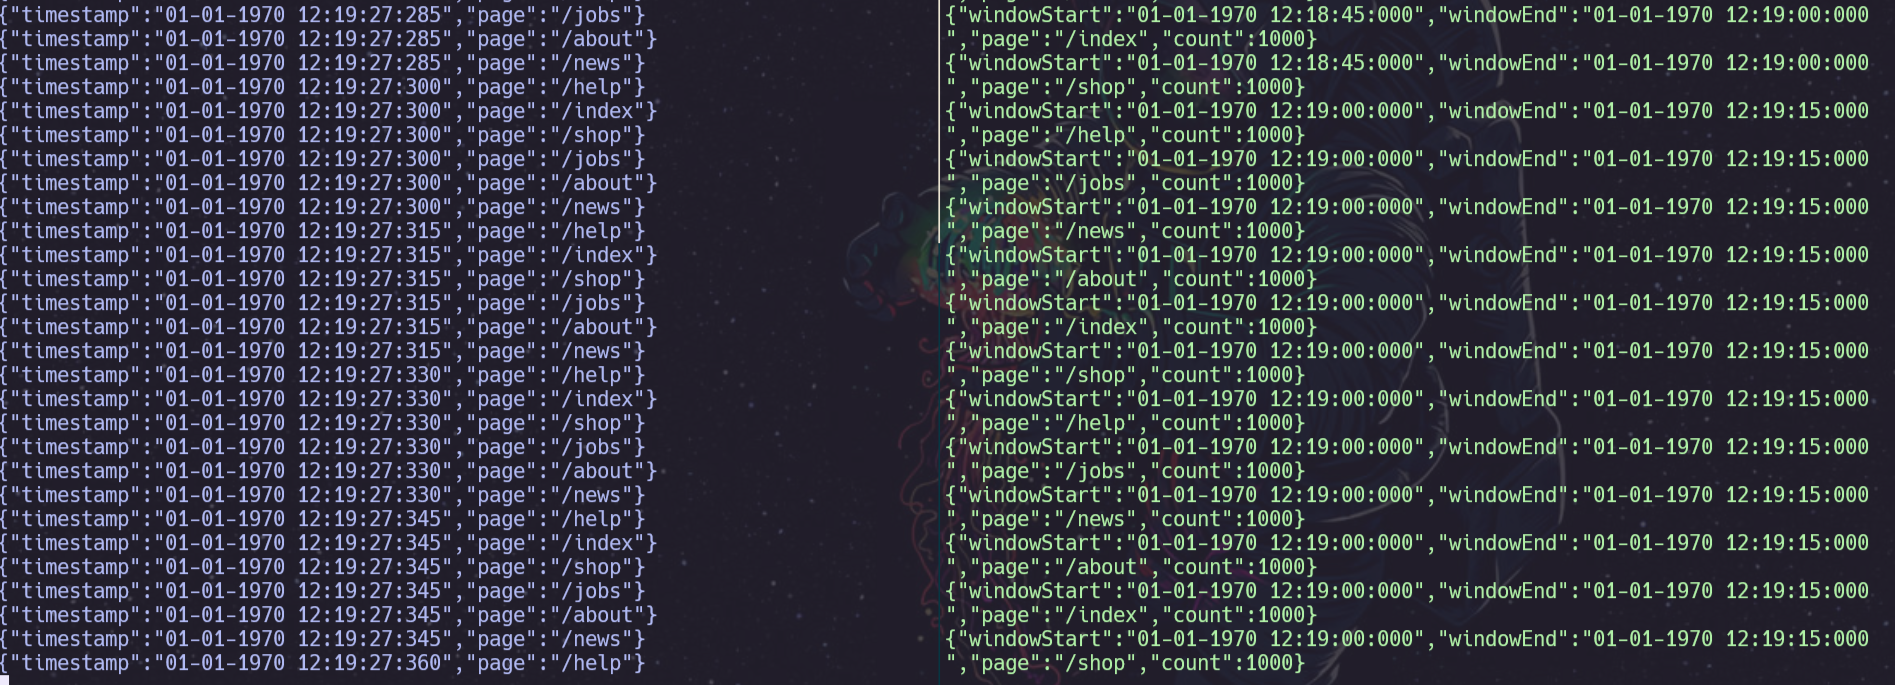 {"timestamp":"01-01-1970 12:19:27:285","page":"/jobs"}
{"timestamp":"01-01-1970 12:19:27:285","page":"/about"}
{"timestamp":"01-01-1970 12:19:27:285","page":"/news"}
{"timestamp":"01-01-1970 12:19:27:300","page":"/help"}
{"timestamp":"01-01-1970 12:19:27:300","page":"/index"}
{"timestamp":"01-01-1970 12:19:27:300","page":"/shop"}
{"timestamp":"01-01-1970 12:19:27:300","page":"/jobs"}
{"timestamp":"01-01-1970 12:19:27:300","page":"/about"}
{"timestamp":"01-01-1970 12:19:27:300","page":"/news"}
{"timestamp":"01-01-1970 12:19:27:315","page":"/help"}
{"timestamp":"01-01-1970 12:19:27:315","page":"/index"}
{"timestamp":"01-01-1970 12:19:27:315","page":"/shop"}
{"timestamp":"01-01-1970 12:19:27:315","page":"/jobs"}
{"timestamp":"01-01-1970 12:19:27:315","page":"/about"}
{"timestamp":"01-01-1970 12:19:27:315","page":"/news"}
{"timestamp":"01-01-1970 12:19:27:330","page":"/help"}
{"timestamp":"01-01-1970 12:19:27:330","page":"/index"}
{"timestamp":"01-01-1970 12:19:27:330","page":"/shop"}
{"timestamp":"01-01-1970 12:19:27:330","page":"/jobs"}
{"timestamp":"01-01-1970 12:19:27:330","page":"/about"}
{"timestamp":"01-01-1970 12:19:27:330","page":"/news"}
{"timestamp":"01-01-1970 12:19:27:345","page":"/help"}
{"timestamp":"01-01-1970 12:19:27:345","page":"/index"}
{"timestamp":"01-01-1970 12:19:27:345","page":"/shop"}
{"timestamp":"01-01-1970 12:19:27:345","page":"/jobs"}
{"timestamp":"01-01-1970 12:19:27:345","page":"/about"}
{"timestamp":"01-01-1970 12:19:27:345","page":"/news"}
{"timestamp":"01-01-1970 12:19:27:360","page":"/help"}
{"windowStart":"01-01-1970 12:18:45:000","windowEnd":"01-01-1970 12:19:00:000
","page":"/index","count":1000}
{"windowStart":"01-01-1970 12:18:45:000","windowEnd":"01-01-1970 12:19:00:000
","page":"/shop","count":1000}
{"windowStart":"01-01-1970 12:19:00:000","windowEnd":"01-01-1970 12:19:15:000
","page":"/help","count":1000}
{"windowStart":"01-01-1970 12:19:00:000","windowEnd":"01-01-1970 12:19:15:000
","page":"/jobs","count":1000}
{"windowStart":"01-01-1970 12:19:00:000","windowEnd":"01-01-1970 12:19:15:000
","page":"/news","count":1000}
{"windowStart":"01-01-1970 12:19:00:000","windowEnd":"01-01-1970 12:19:15:000
","page":"/about","count":1000}
{"windowStart":"01-01-1970 12:19:00:000","windowEnd":"01-01-1970 12:19:15:000
","page":"/index","count":1000}
{"windowStart":"01-01-1970 12:19:00:000","windowEnd":"01-01-1970 12:19:15:000
","page":"/shop","count":1000}
{"windowStart":"01-01-1970 12:19:00:000","windowEnd":"01-01-1970 12:19:15:000
","page":"/help","count":1000}
{"windowStart":"01-01-1970 12:19:00:000","windowEnd":"01-01-1970 12:19:15:000
","page":"/jobs","count":1000}
{"windowStart":"01-01-1970 12:19:00:000","windowEnd":"01-01-1970 12:19:15:000
","page":"/news","count":1000}
{"windowStart":"01-01-1970 12:19:00:000","windowEnd":"01-01-1970 12:19:15:000
","page":"/about","count":1000}
{"windowStart":"01-01-1970 12:19:00:000","windowEnd":"01-01-1970 12:19:15:000
","page":"/index","count":1000}
{"windowStart":"01-01-1970 12:19:00:000","windowEnd":"01-01-1970 12:19:15:000
","page":"/shop","count":1000}